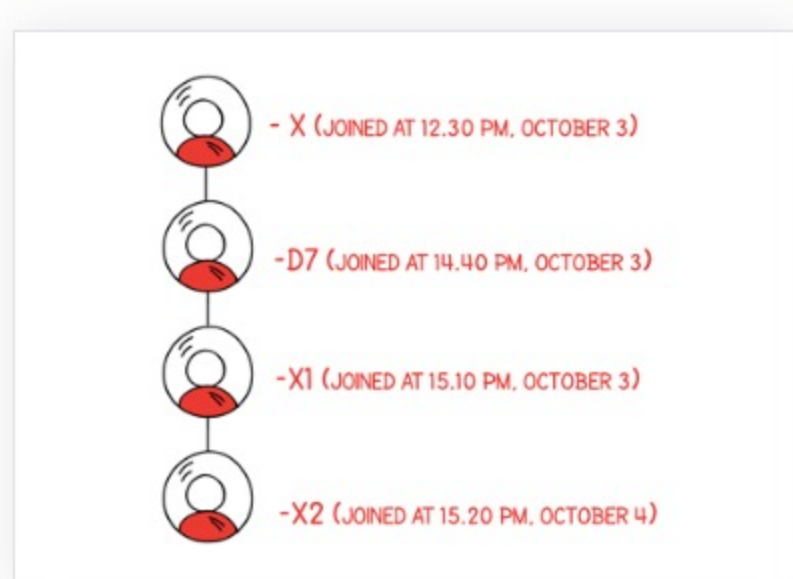 - X (JOINED AT 12.30 PM, OCTOBER 3)
-D7 (JOINED AT 14.40 PM, OCTOBER 3)
-X1 (JOINED AT 15.10 PM, OCTOBER 3)
-X2 (JOINED AT 15.20 PM, OCTOBER 4)